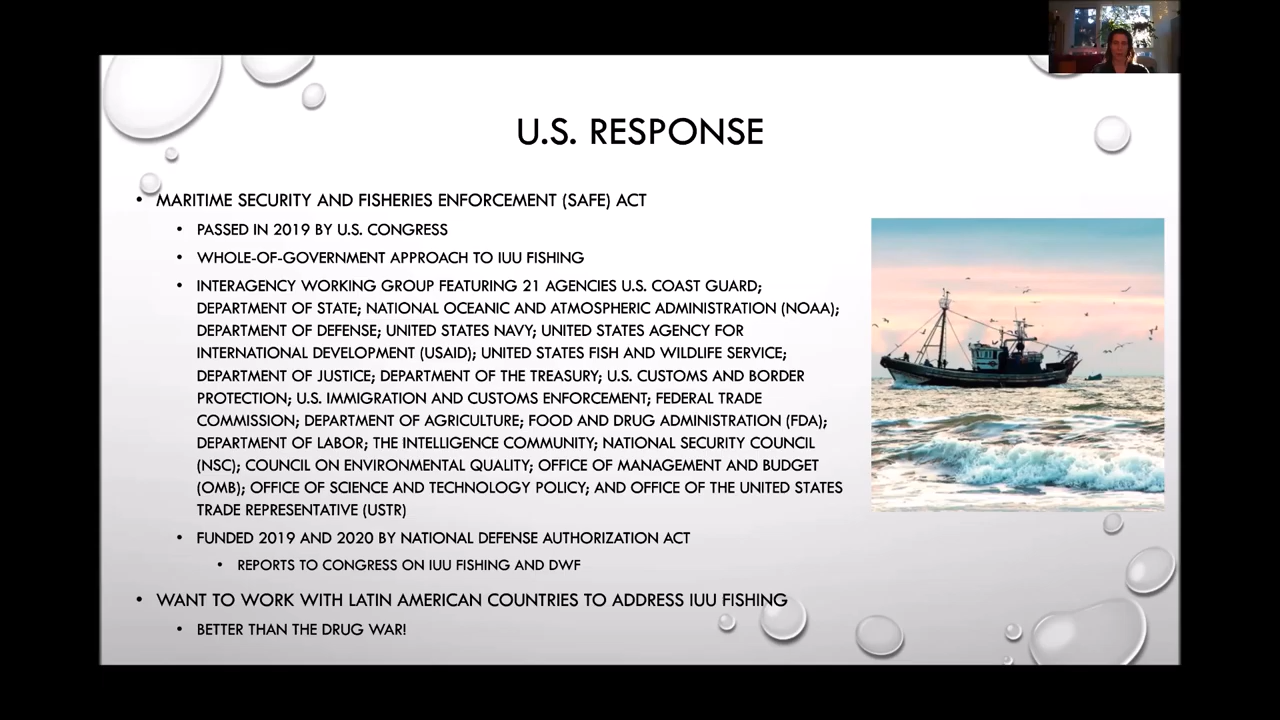 U.S. RESPONSE
• MARITIME SECURITY AND FISHERIES ENFORCEMENT (SAFE) ACT
• PASSED IN 2019 BY U.S. CONGRESS
• WHOLE-OF-GOVERNMENT APPROACH TO IUU FISHING
• INTERAGENCY WORKING GROUP FEATURING 21 AGENCIES U.S. COAST GUARD;
DEPARTMENT OF STATE; NATIONAL OCEANIC AND ATMOSPHERIC ADMINISTRATION (NOAA);
DEPARTMENT OF DEFENSE; UNITED STATES NAVY; UNITED STATES AGENCY FOR
INTERNATIONAL DEVELOPMENT (USAID); UNITED STATES FISH AND WILDLIFE SERVICE;
DEPARTMENT OF JUSTICE; DEPARTMENT OF THE TREASURY; U.S. CUSTOMS AND BORDER
PROTECTION; U.S. IMMIGRATION AND CUSTOMS ENFORCEMENT; FEDERAL TRADE
COMMISSION; DEPARTMENT OF AGRICULTURE; FOOD AND DRUG ADMINISTRATION (FDA);
DEPARTMENT OF LABOR; THE INTELLIGENCE COMMUNITY; NATIONAL SECURITY COUNCIL
(NSC); COUNCIL ON ENVIRONMENTAL QUALITY; OFFICE OF MANAGEMENT AND BUDGET
(OMB); OFFICE OF SCIENCE AND TECHNOLOGY POLICY; AND OFFICE OF THE UNITED STATES
TRADE REPRESENTATIVE (USTR)
• FUNDED 2019 AND 2020 BY NATIONAL DEFENSE AUTHORIZATION ACT
• REPORTS TO CONGRESS ON IUU FISHING AND DWF
• WANT TO WORK WITH LATIN AMERICAN COUNTRIES TO ADDRESS IUU FISHING
• BETTER THAN THE DRUG WAR!